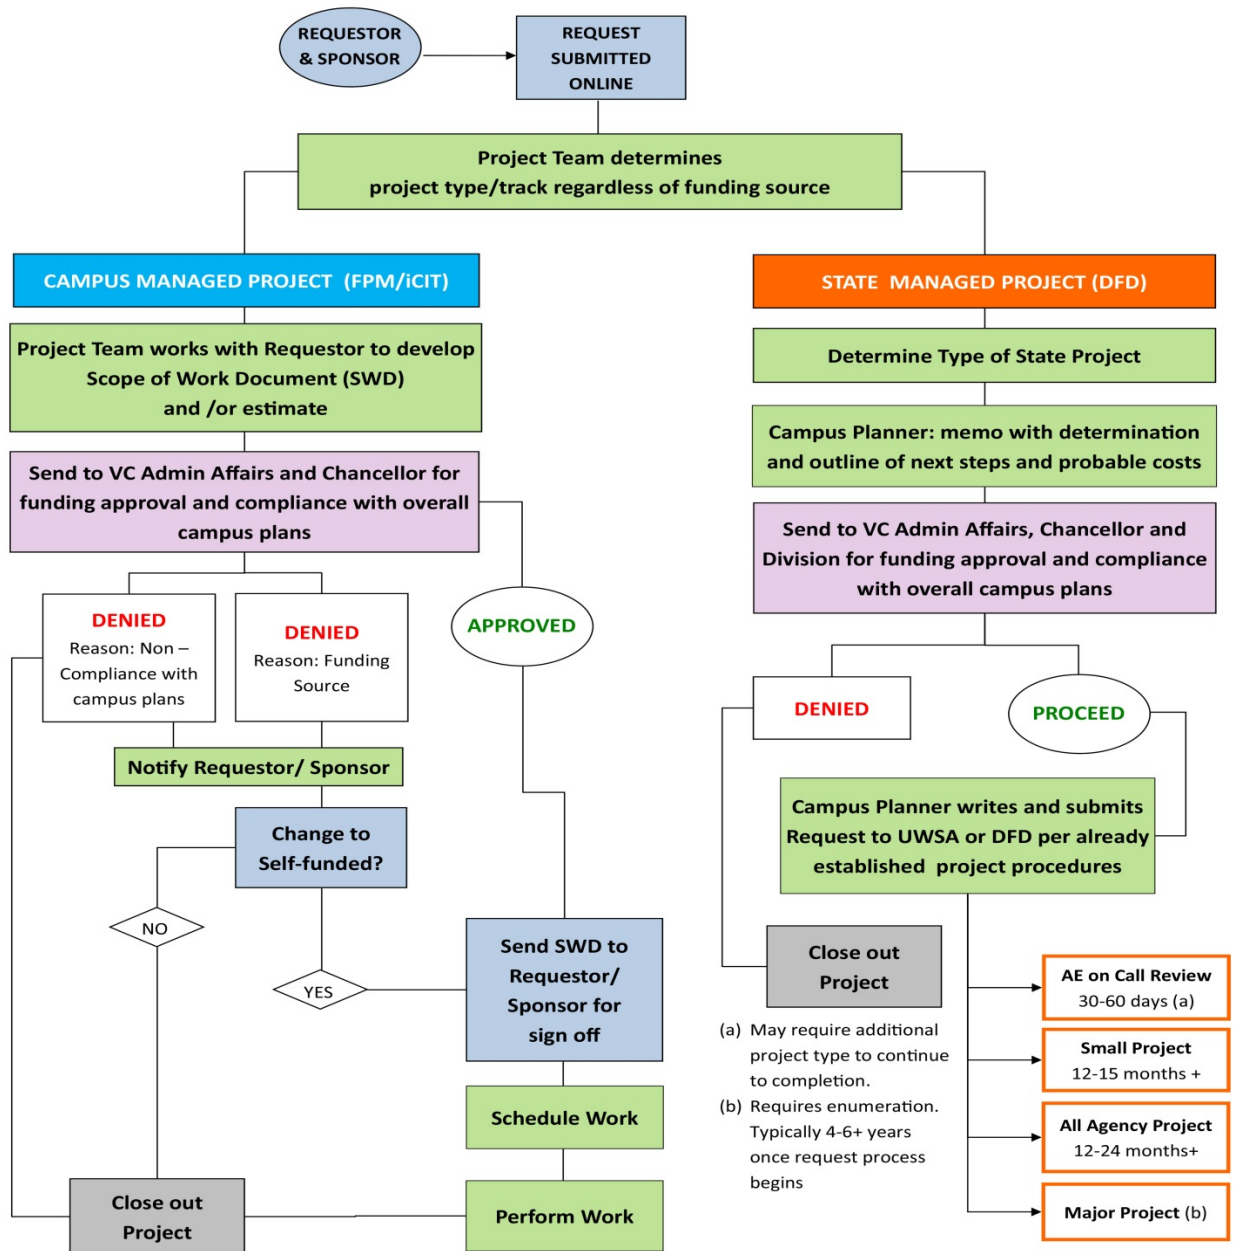 REQUESTOR
& SPONSOR
REQUEST
SUBMITTED
ONLINE
Project Team determines
project type/track regardless of funding source
CAMPUS MANAGED PROJECT (FPM/iCIT)
Project Team works with Requestor to develop
Scope of Work Document (SWD)
and /or estimate
Send to VC Admin Affairs and Chancellor for
funding approval and compliance with overall
campus plans
DENIED
Reason: Non –
Compliance with
campus plans
DENIED
Reason: Funding
Source
APPROVED
Notify Requestor/ Sponsor
Change to
Self-funded?
NO
YES
Send SWD to
Requestor/
Sponsor for
sign off
Schedule Work
Perform Work
Close out
Project
STATE MANAGED PROJECT (DFD)
Determine Type of State Project
Campus Planner: memo with determination
and outline of next steps and probable costs
Send to VC Admin Affairs, Chancellor and
Division for funding approval and compliance
with overall campus plans
DENIED
PROCEED
Campus Planner writes and submits
Request to UWSA or DFD per already
established project procedures
Close out
Project
(a) May require additional
project type to continue
to completion.
(b) Requires enumeration.
Typically 4-6+ years
once request process
begins
AE on Call Review
30-60 days (a)
Small Project
12-15 months +
All Agency Project
12-24 months+
Major Project (b)